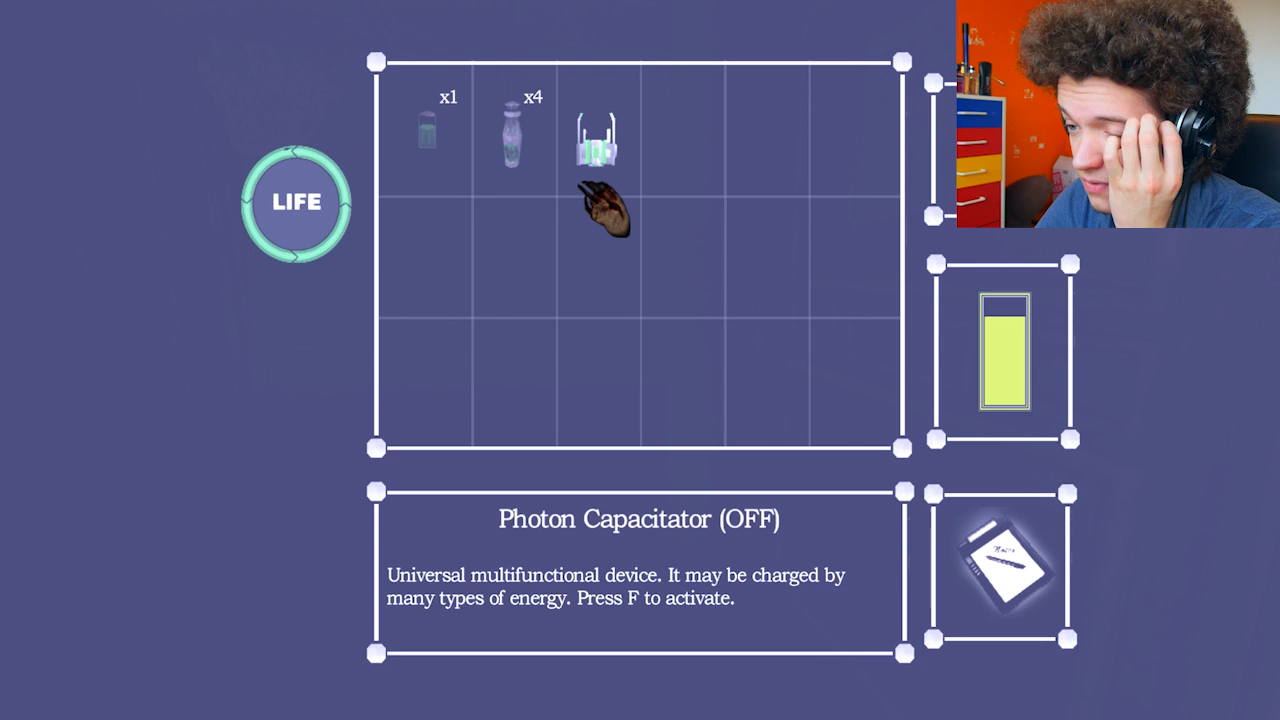 x1
x4
LIFE
Photon Capacitator (OFF)
Universal multifunctional device. It may be charged by
many types of energy. Press F to activate.